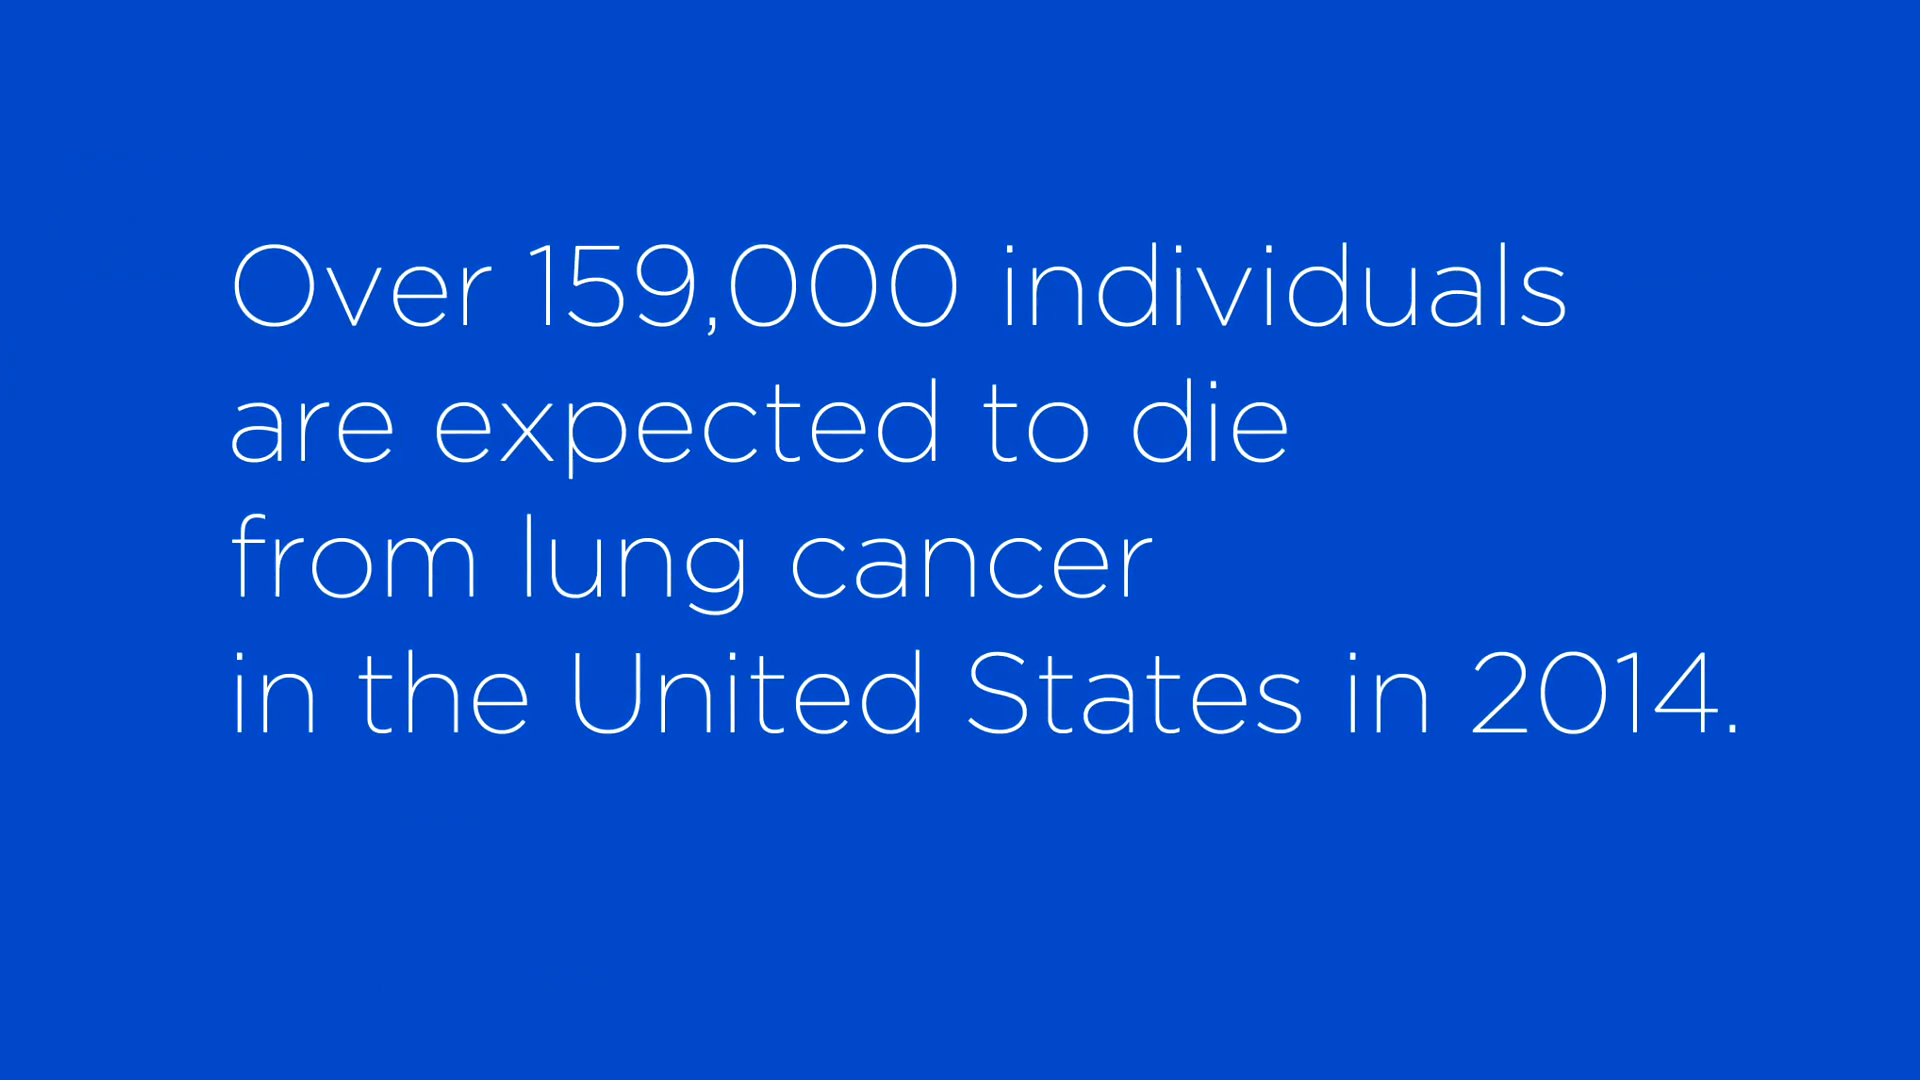 Over 159,000 individuals
are expected to die
from lung cancer
in the United States in 2014.